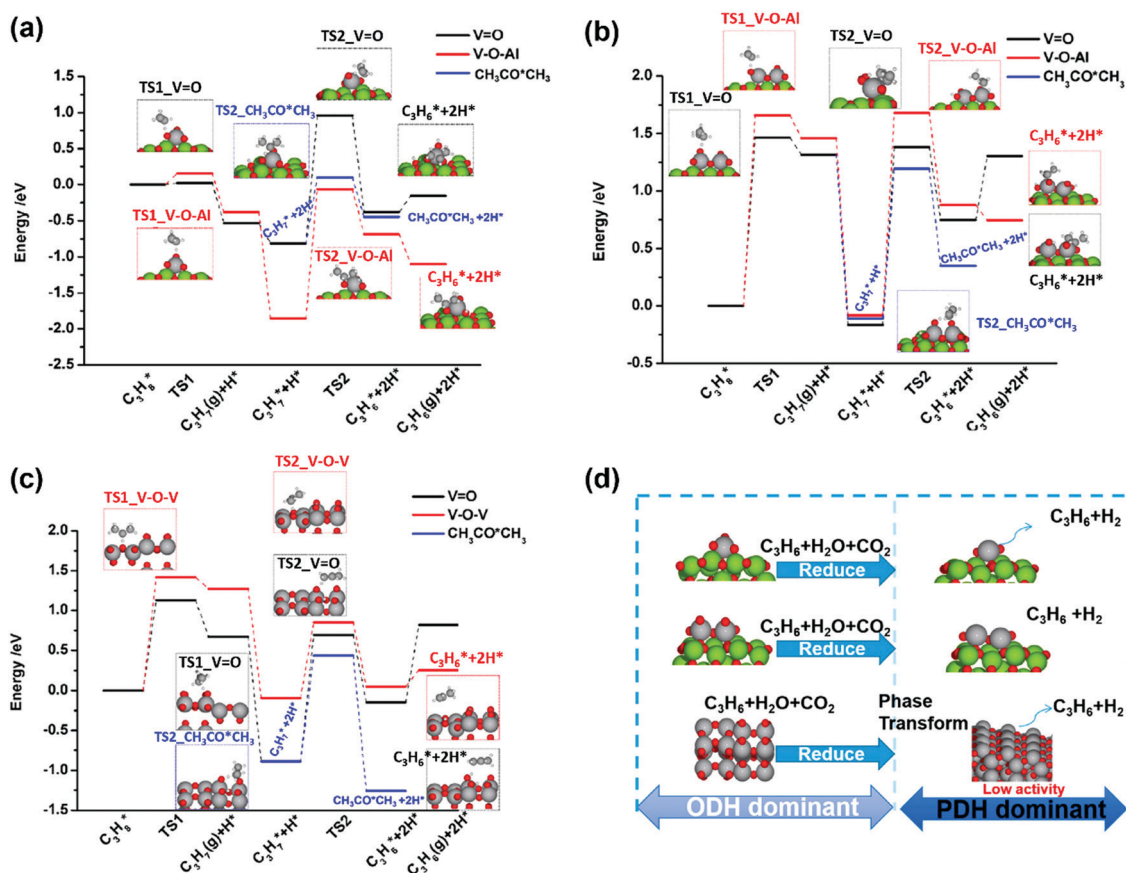 (a)
TS2_V=O
V=O
V-O-Al
CH₃CO*CH₃
TS1_V=O
TS2_CH₃CO*CH₃
C₃H₆*+2H*
C₃H₇*+2H*
CH₃CO*CH₃+2H*
TS1_V-O-Al
TS2_V-O-Al
C₃H₆*+2H*
Energy /eV
1.5
1.0
0.5
0.0
-0.5
-1.0
-1.5
-2.0
-2.5
C₃H₈*
TS1
C₃H₇(g)+H*
C₃H₇*+H*
TS2
C₃H₆*+2H*
C₃H₆(g)+2H*
(b)
TS1_V-O-Al
TS2_V=O
V=O
V-O-Al
CH₃CO*CH₃
TS2_V-O-Al
TS1_V=O
C₃H₆*+2H*
C₃H₇*+H*
CH₃CO*CH₃+2H*
C₃H₆*+2H*
TS2_CH₃CO*CH₃
Energy /eV
2.0
1.5
1.0
0.5
0.0
-0.5
C₃H₈*
TS1
C₃H₇(g)+H*
C₃H₇*+H*
TS2
C₃H₆*+2H*
C₃H₆(g)+2H*
(c)
TS2_V-O-V
V=O
V-O-V
CH₃CO*CH₃
TS1_V-O-V
TS2_V=O
TS1_V=O
TS2_CH₃CO*CH₃
C₃H₇*+2H*
C₃H₆*+2H*
C₃H₆*+2H*
CH₃CO*CH₃+2H*
Energy /eV
2.0
1.5
1.0
0.5
0.0
-0.5
-1.0
-1.5
C₃H₈*
TS1
C₃H₇(g)+H*
C₃H₇*+H*
TS2
C₃H₆*+2H*
C₃H₆(g)+2H*
(d)
C₃H₆+H₂
C₃H₆+H₂O+CO₂
Reduce
C₃H₆+H₂O+CO₂
Reduce
C₃H₆ +H₂
C₃H₆+H₂O+CO₂
Reduce
Phase
Transform
C₃H₆+H₂
Low activity
ODH dominant
PDH dominant